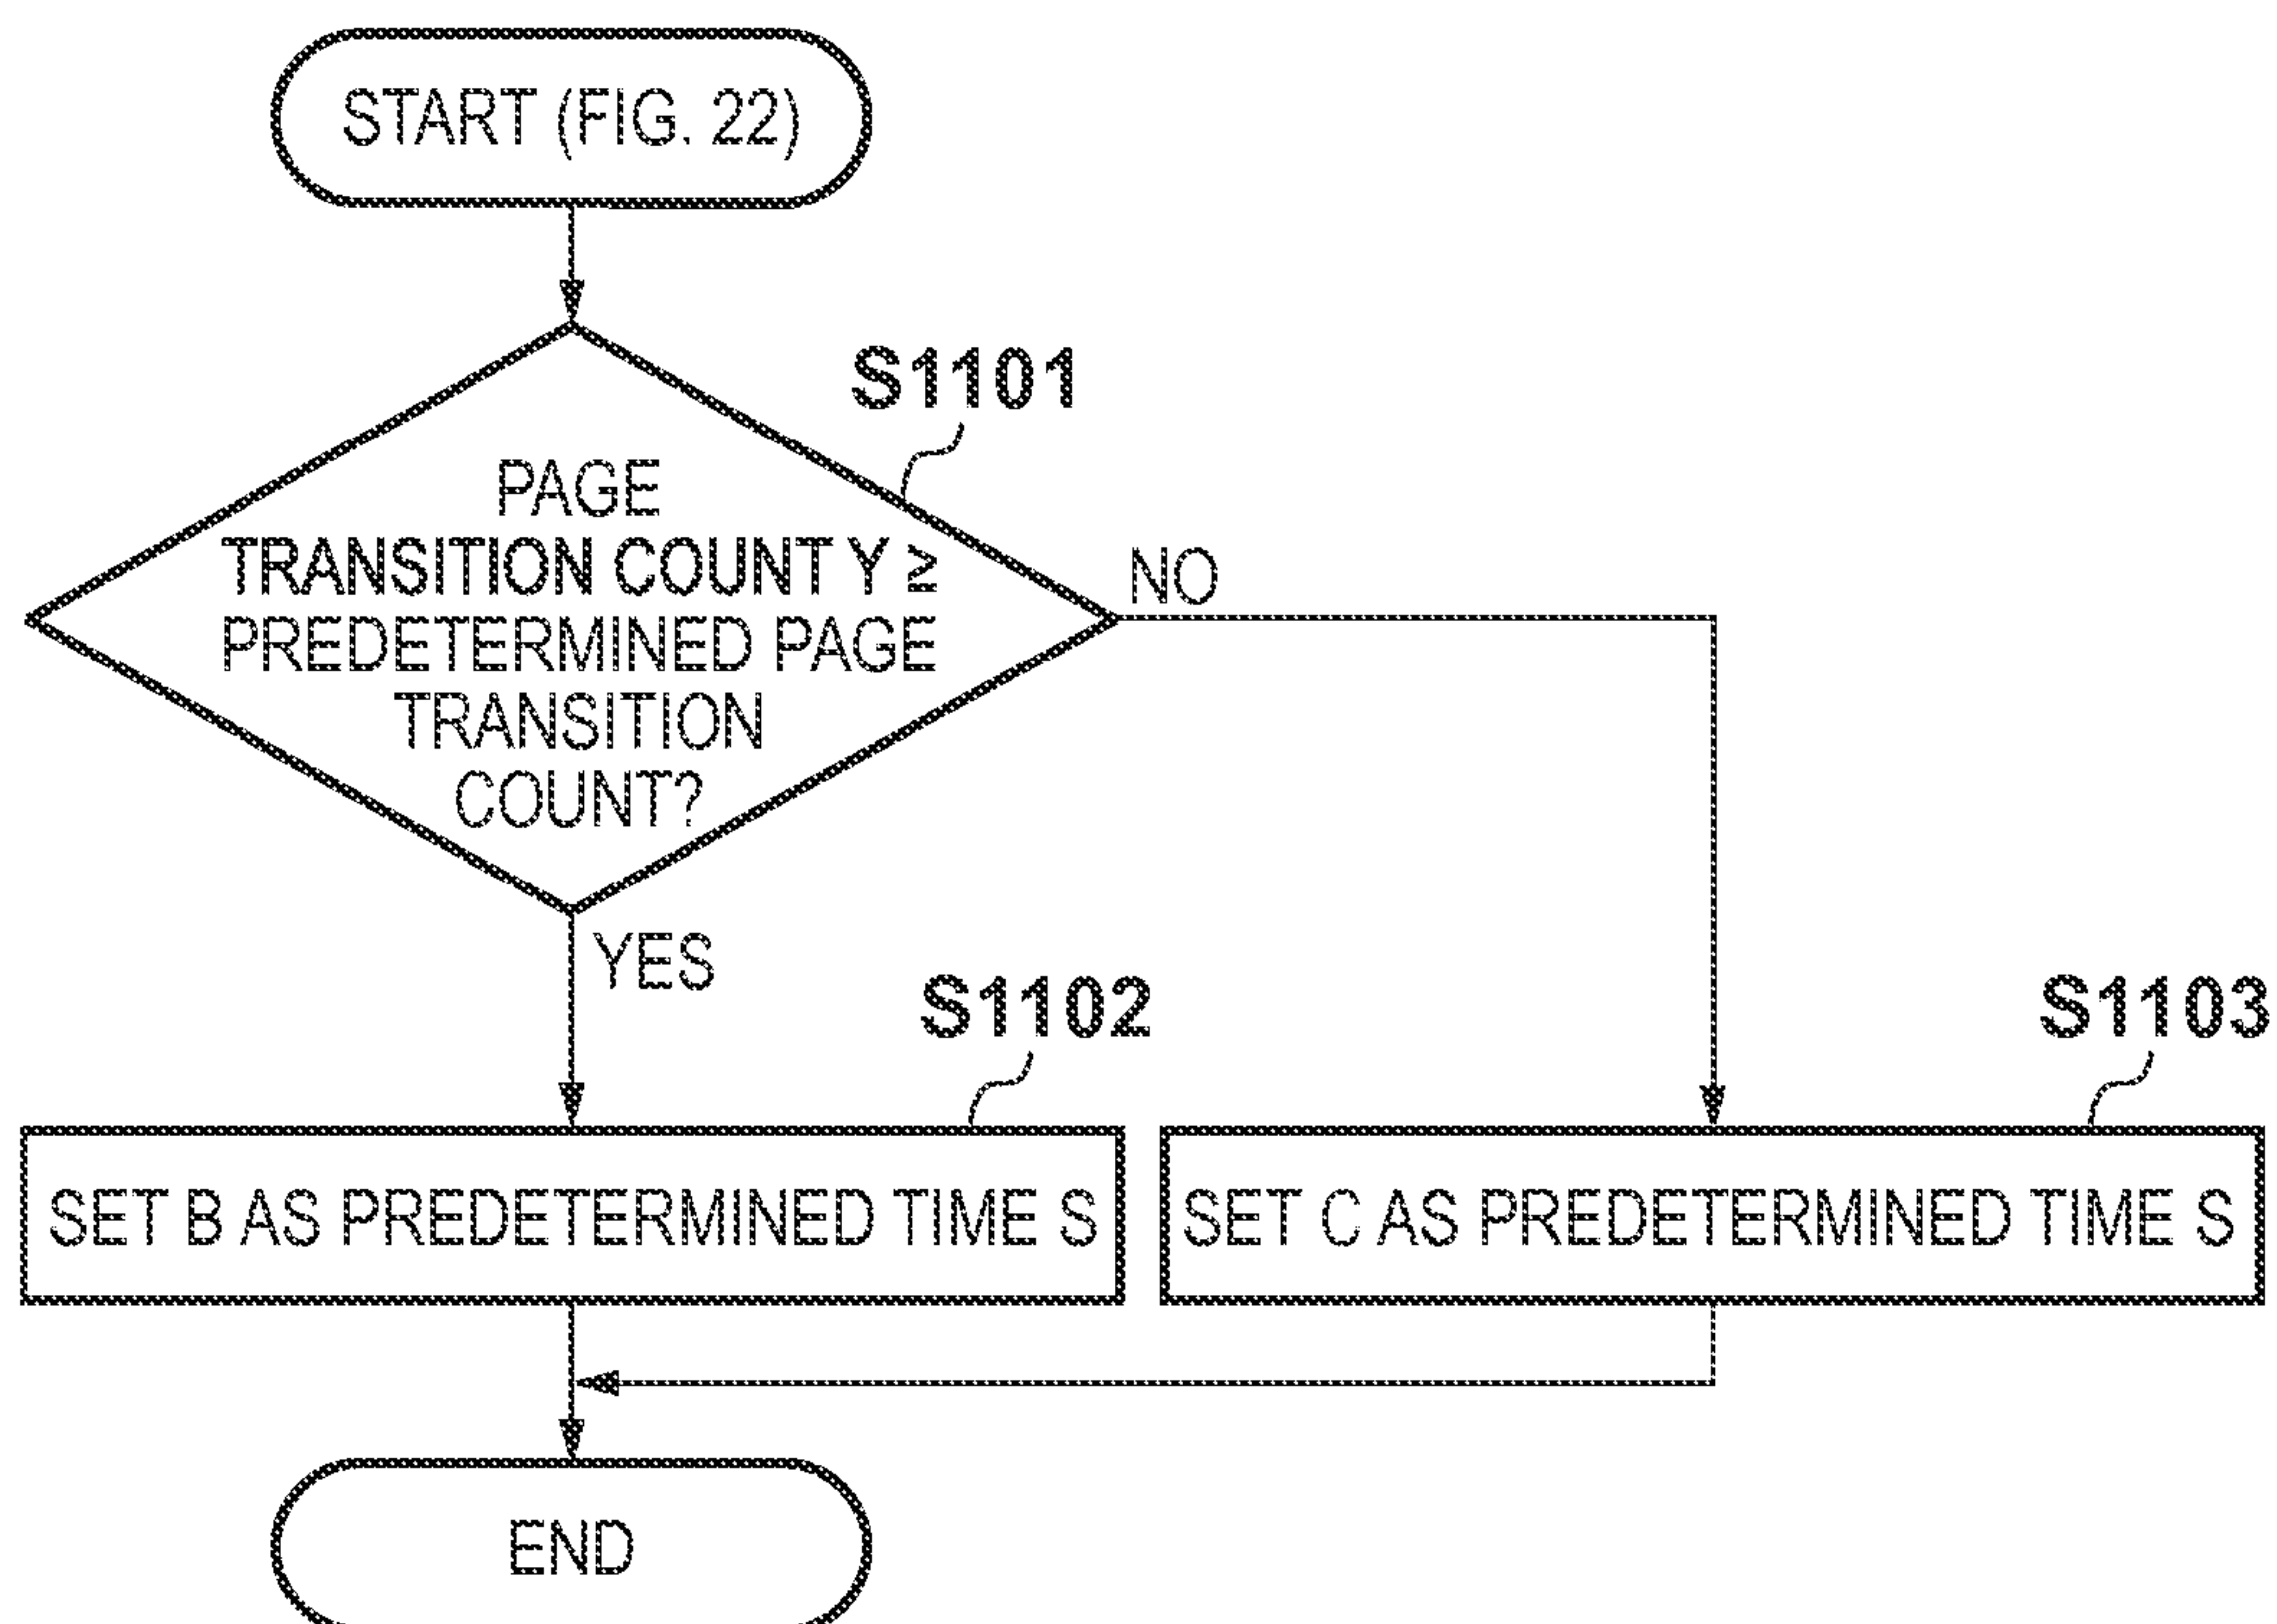 START (FIG. 22)
S1101
PAGE
TRANSITION COUNT Y ≥
PREDETERMINED PAGE
TRANSITION
COUNT?
NO
YES
S1102
S1103
SET B AS PREDETERMINED TIME S
SET C AS PREDETERMINED TIME S
END